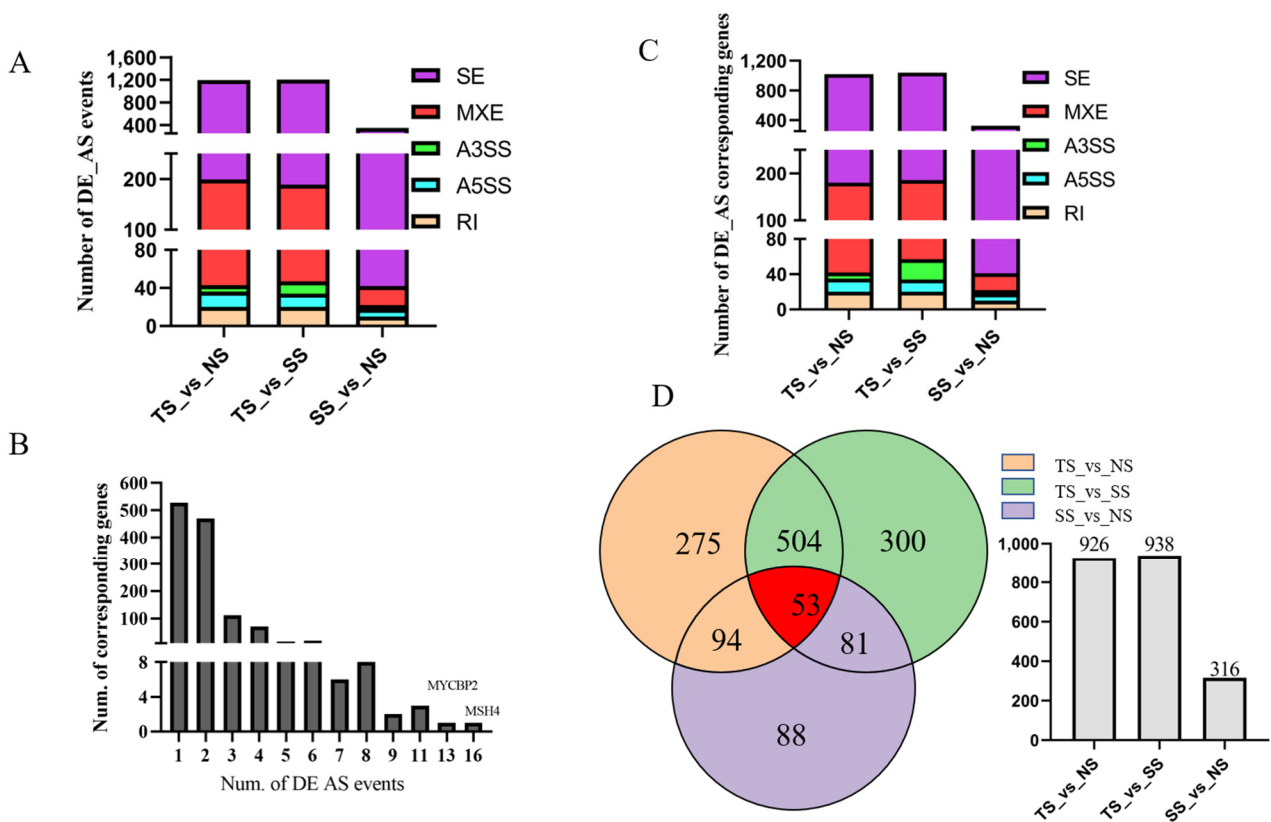 A
Number of DE_AS events
1,600
1,200
800
400
200
100
80
40
0
TS_vs_NS
TS_vs_SS
SS_vs_NS
SE
MXE
A3SS
A5SS
RI
C
Number of DE_AS corresponding genes
1,200
800
400
200
100
80
40
0
TS_vs_NS
TS_vs_SS
SS_vs_NS
SE
MXE
A3SS
A5SS
RI
B
Num. of corresponding genes
600
500
400
300
200
100
8
4
0
MYCBP2
MSH4
1 2 3 4 5 6 7 8 9 11 13 16
Num. of DE AS events
D
275
504
300
53
94
81
88
TS_vs_NS
TS_vs_SS
SS_vs_NS
1,000
800
600
400
200
0
926
938
316
TS_vs_NS
TS_vs_SS
SS_vs_NS